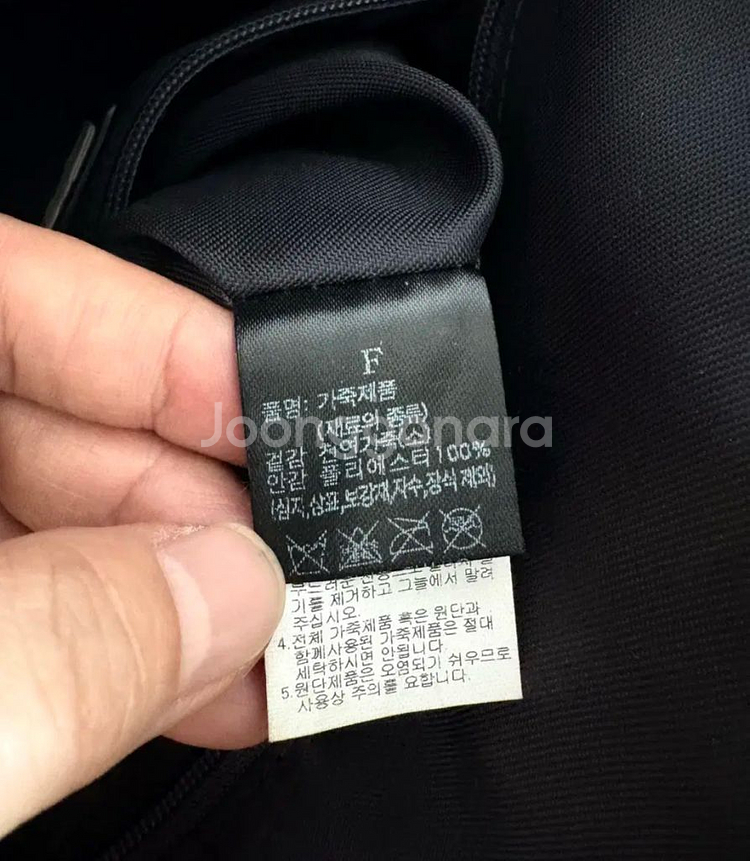 F
품명: 가죽제품
(재료와 종류)
Joonggonara
겉감 천연가죽(소)
안감 폴리에스터100%
(심지,상표,보강재,자수,장식 제외)
기를 제거하고 그늘에서 말려
주십시오.
4.전체 가죽제품 혹은 원단과
함께사용된 가죽제품은 절대
세탁하시면 안됩니다.
5.원단제품은 오염되기 쉬우므로
사용상 주의를 요합니다.